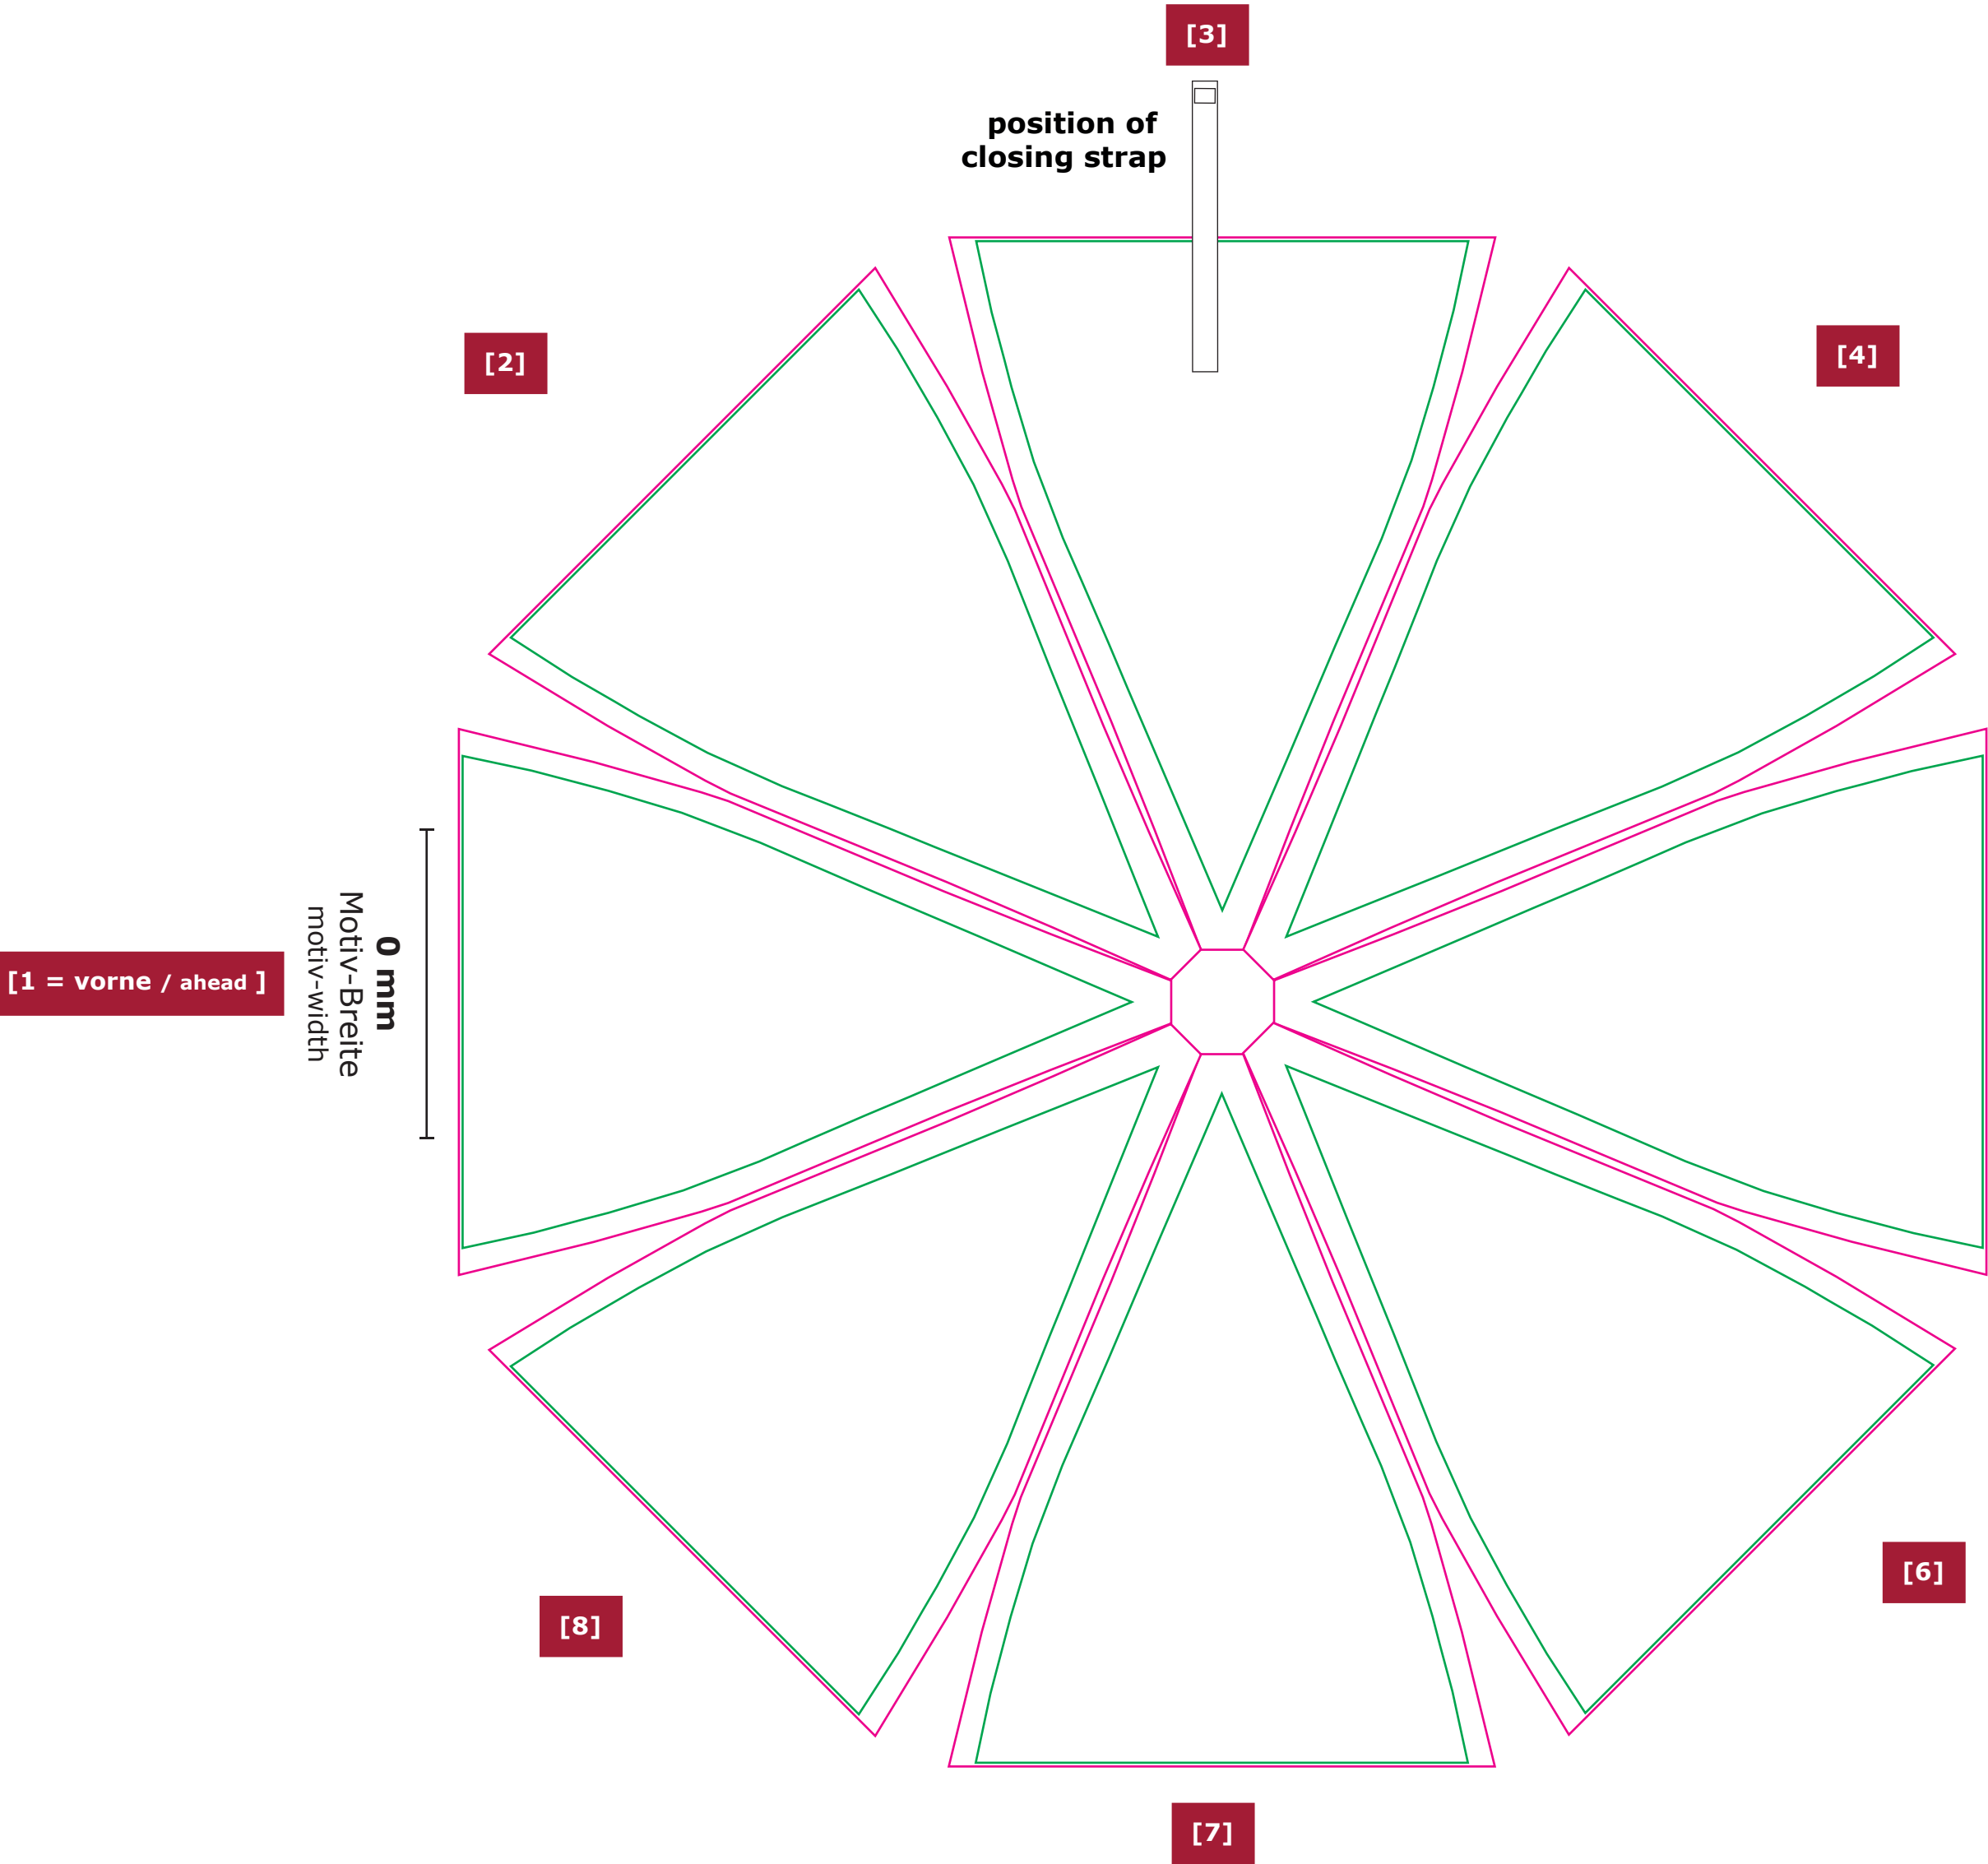 [3]
position of
closing strap
[2]
[4]
0 mm
Motiv-Breite
motiv-width
[1 = vorne / ahead ]
[6]
[8]
[7]